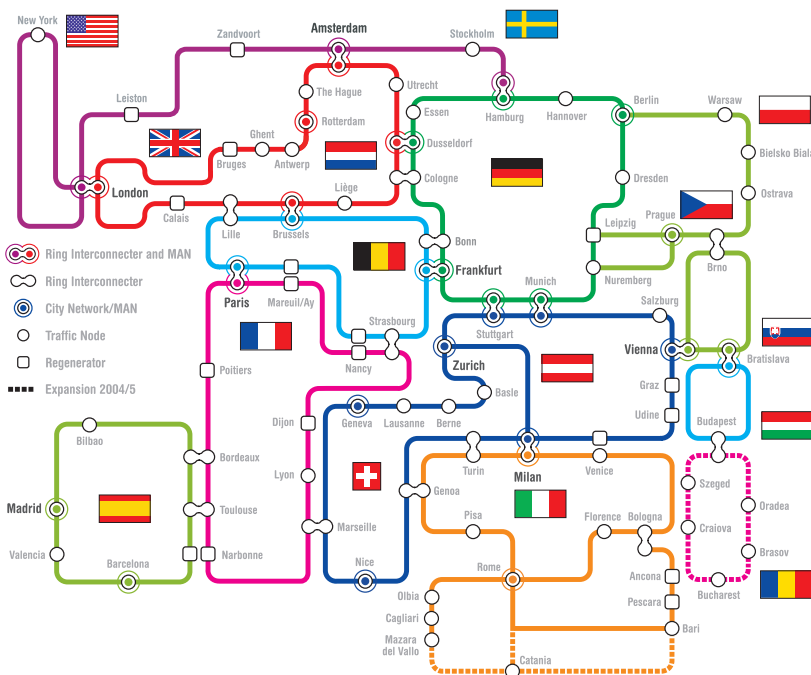 New York
Zandvoort
Amsterdam
Stockholm
Leiston
The Hague
Utrecht
Essen
Hamburg
Hannover
Berlin
Warsaw
Rotterdam
Ghent
Bruges
Antwerp
Dusseldorf
Bielsko Biala
London
Calais
Liège
Cologne
Dresden
Ostrava
Lille
Brussels
Leipzig
Prague
Bonn
Brno
Ring Interconnecter and MAN
Ring Interconnecter
City Network/MAN
Traffic Node
Regenerator
Expansion 2004/5
Paris
Mareuil/Ay
Frankfurt
Munich
Nuremberg
Salzburg
Stuttgart
Strasbourg
Nancy
Zurich
Vienna
Bratislava
Poitiers
Basle
Graz
Geneva
Lausanne
Berne
Udine
Dijon
Budapest
Bilbao
Bordeaux
Lyon
Turin
Milan
Venice
Madrid
Toulouse
Genoa
Szeged
Oradea
Marseille
Pisa
Florence
Bologna
Craiova
Valencia
Barcelona
Narbonne
Nice
Rome
Ancona
Brasov
Bucharest
Olbia
Pescara
Cagliari
Bari
Mazara
del Vallo
Catania